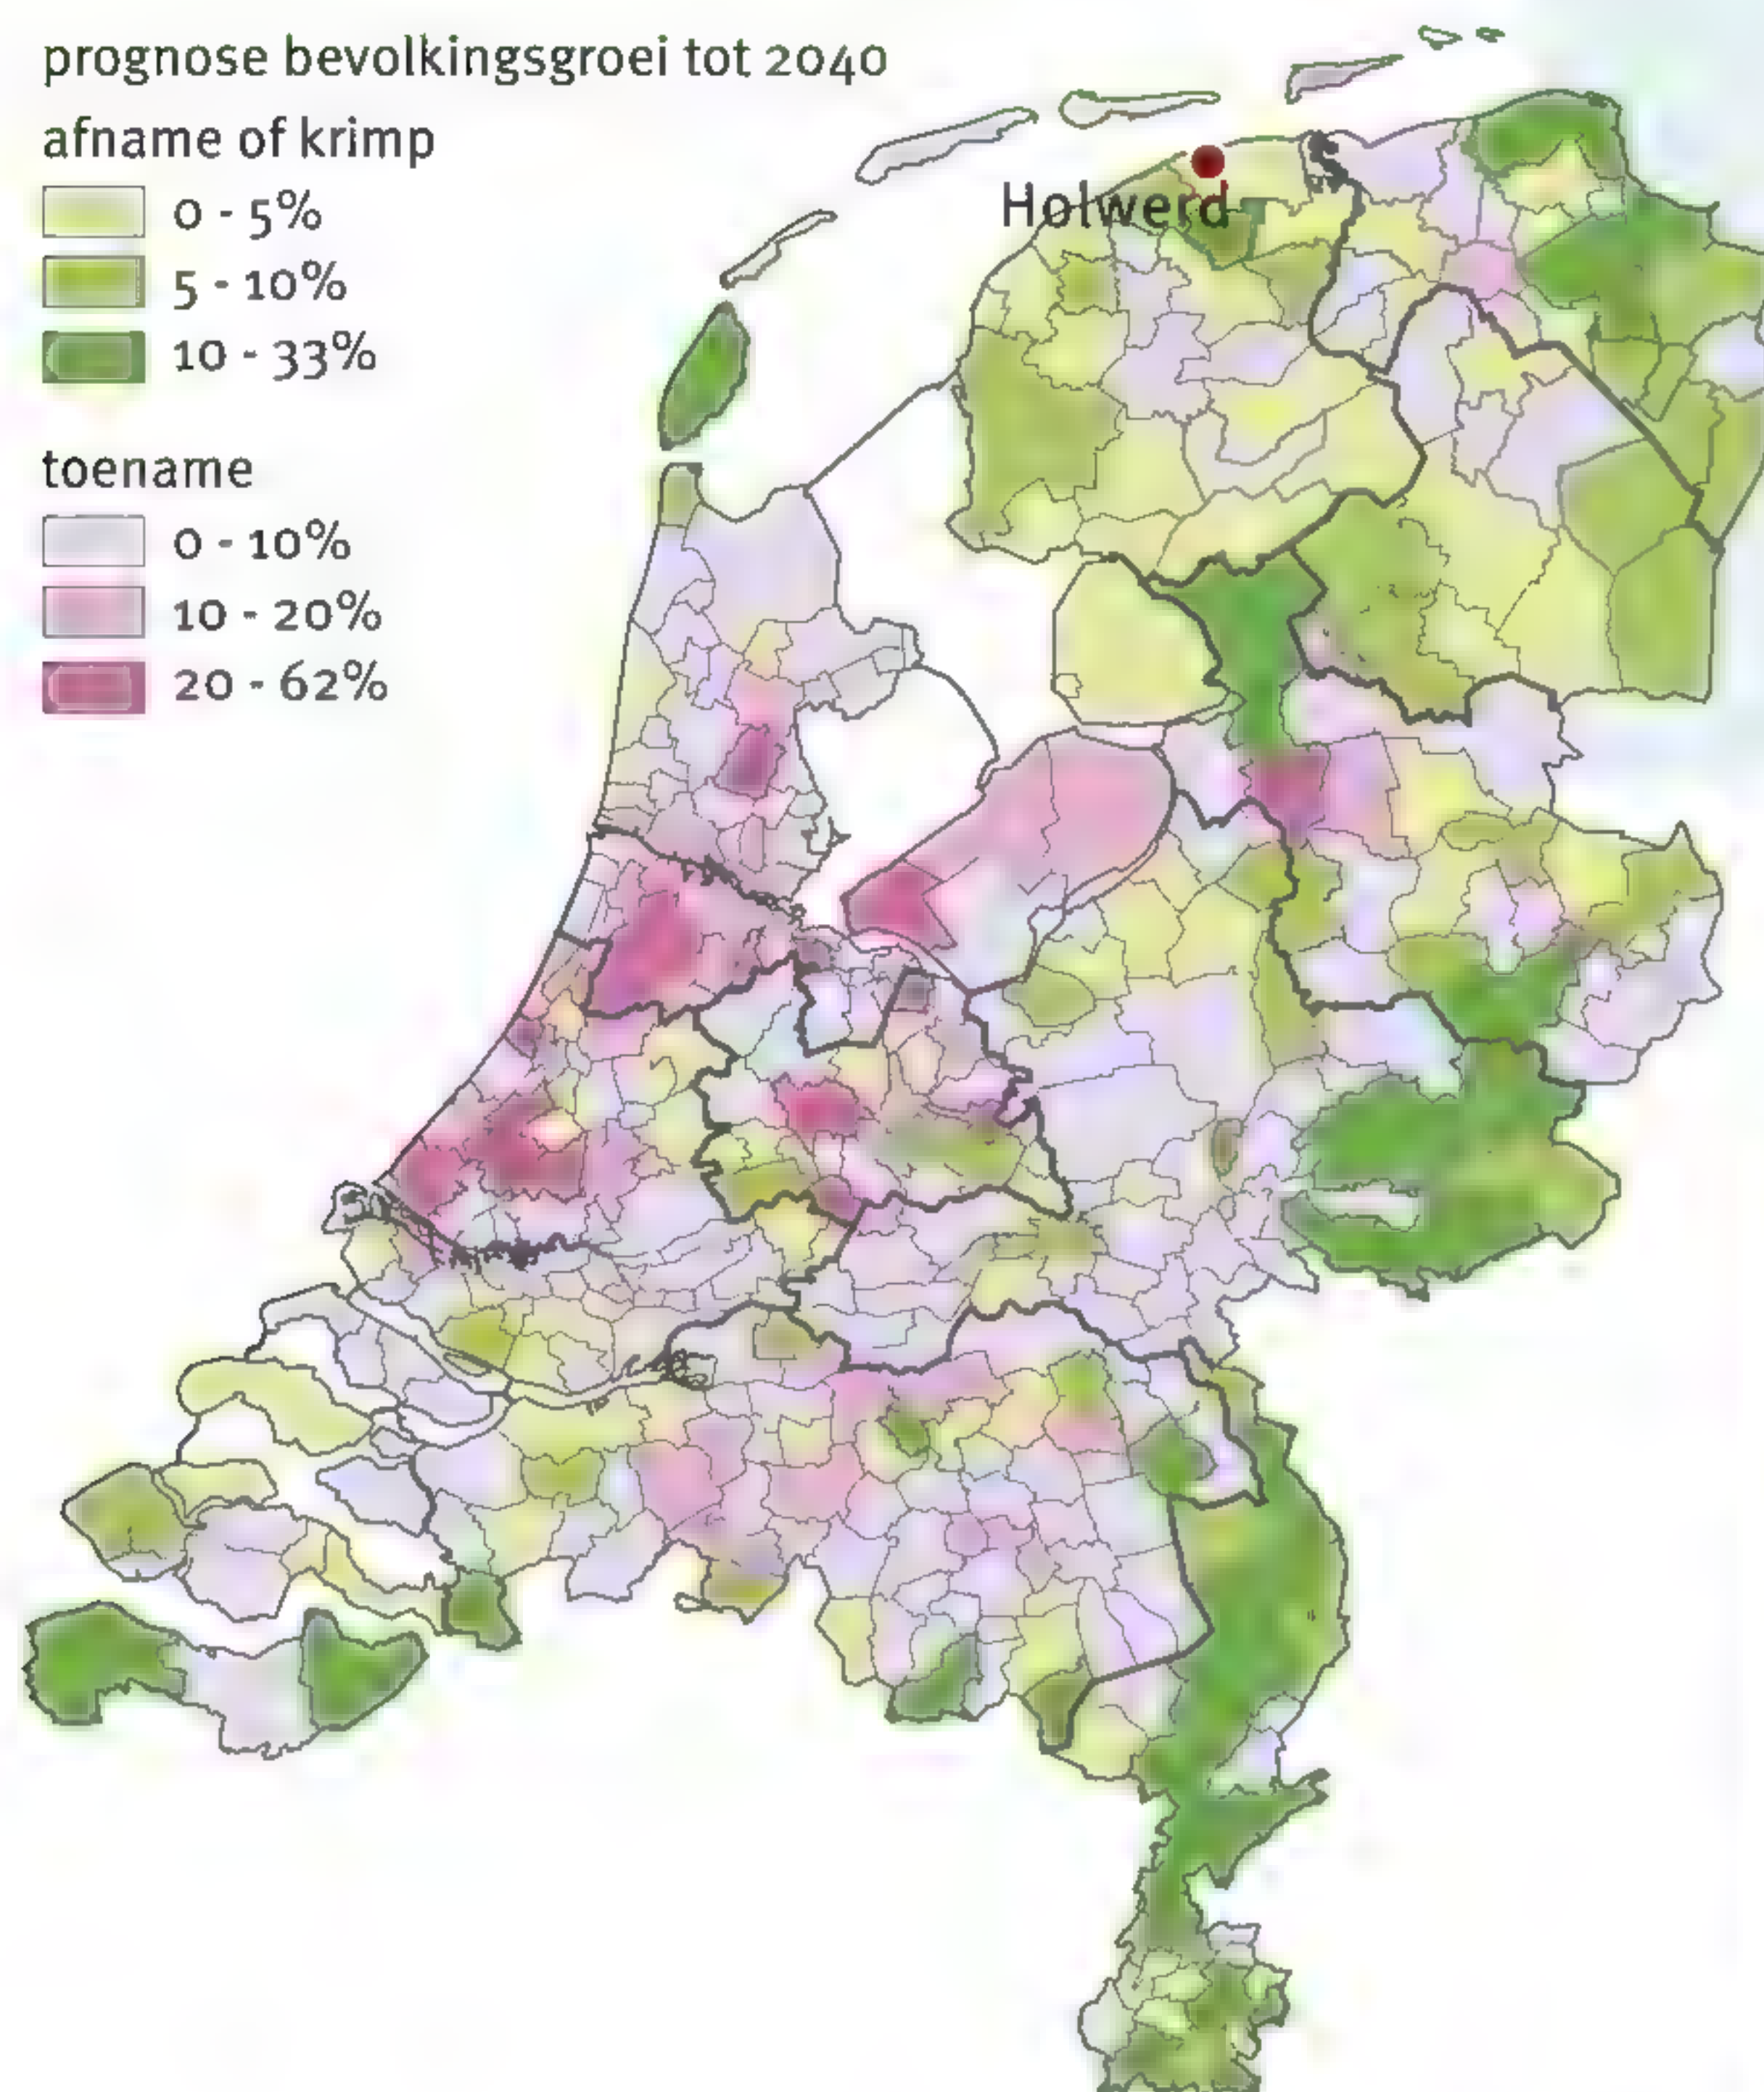 prognose bevolkingsgroei tot 2040
afname of krimp
0 - 5%
5 - 10%
10 - 33%
toename
0 - 10%
10 - 20%
20 - 62%
Holwerd